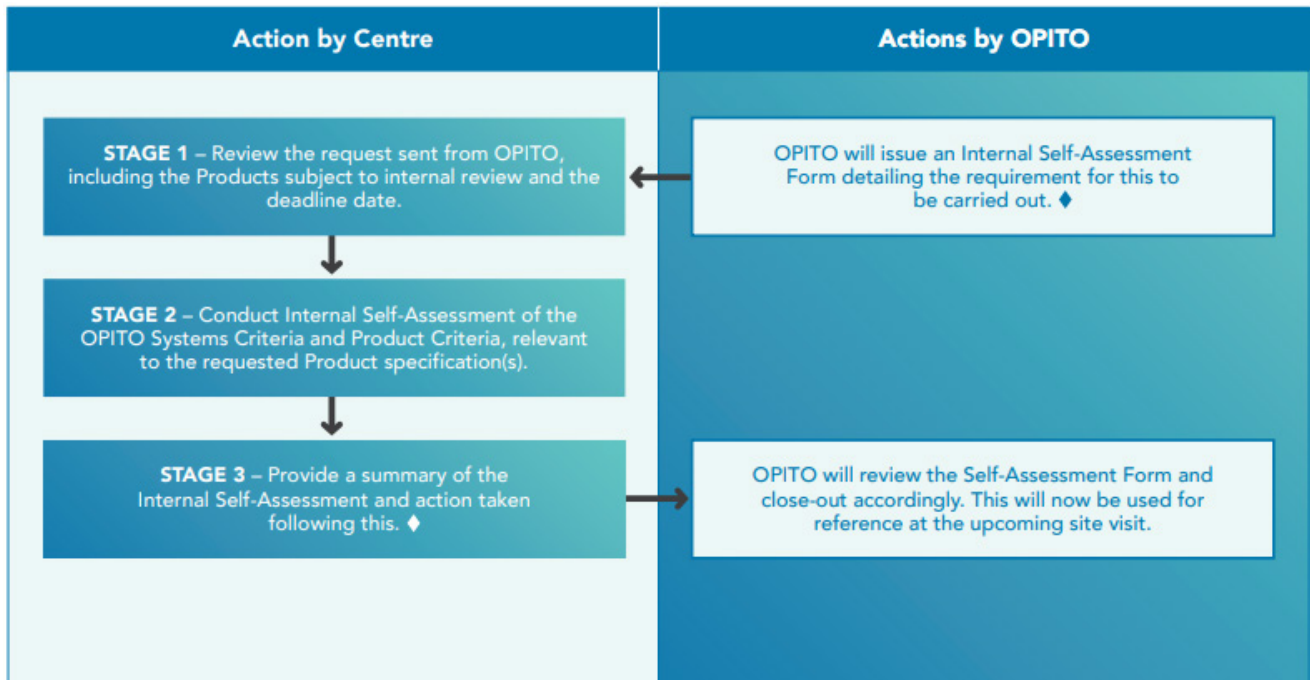 Action by Centre
Actions by OPITO
STAGE 1 – Review the request sent from OPITO,
including the Products subject to internal review and the
deadline date.
OPITO will issue an Internal Self-Assessment
Form detailing the requirement for this to
be carried out. ♦
STAGE 2 – Conduct Internal Self-Assessment of the
OPITO Systems Criteria and Product Criteria, relevant
to the requested Product specification(s).
STAGE 3 – Provide a summary of the
Internal Self-Assessment and action taken
following this. ♦
OPITO will review the Self-Assessment Form and
close-out accordingly. This will now be used for
reference at the upcoming site visit.